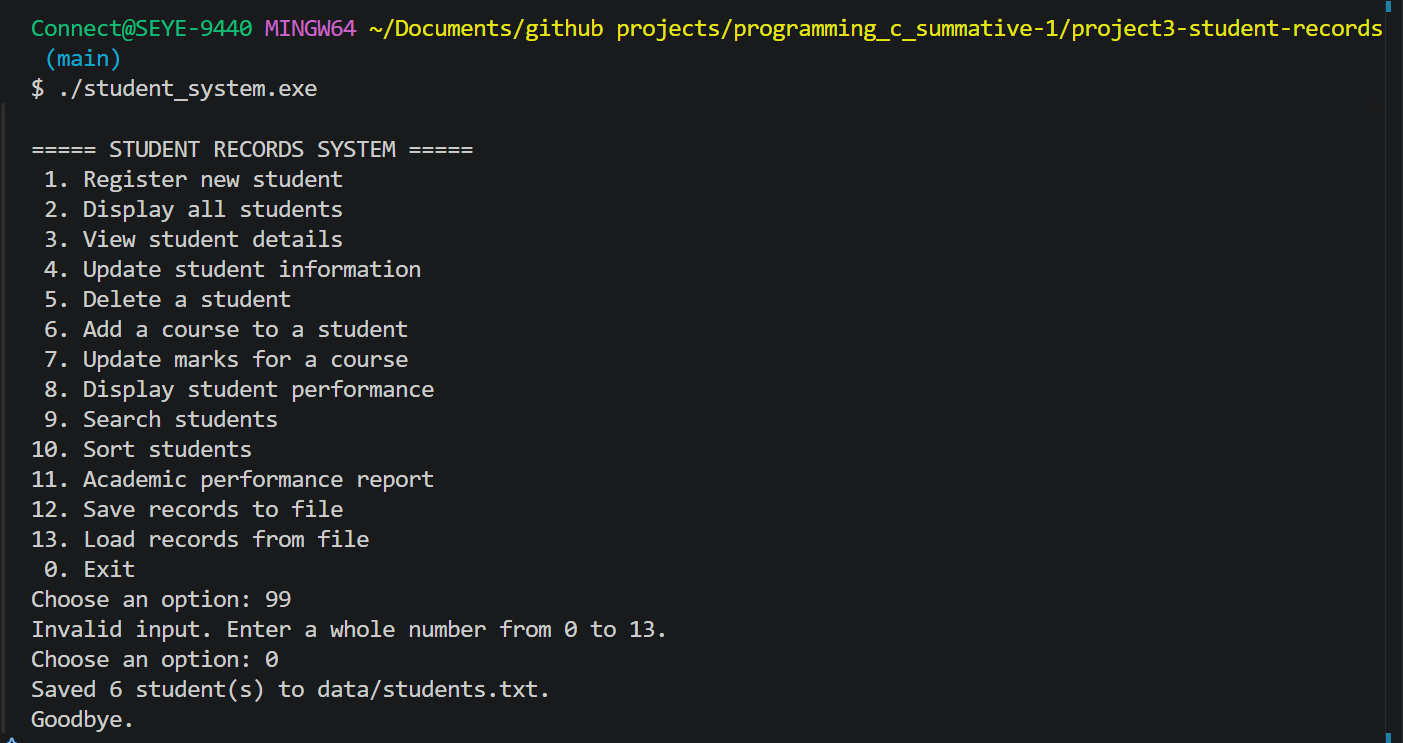 Connect@SEYE-9440 MINGW64 ~/Documents/github projects/programming_c_summative-1/project3-student-records
(main)
$ ./student_system.exe
===== STUDENT RECORDS SYSTEM =====
1. Register new student
2. Display all students
3. View student details
4. Update student information
5. Delete a student
6. Add a course to a student
7. Update marks for a course
8. Display student performance
9. Search students
10. Sort students
11. Academic performance report
12. Save records to file
13. Load records from file
0. Exit
Choose an option: 99
Invalid input. Enter a whole number from 0 to 13.
Choose an option: 0
Saved 6 student(s) to data/students.txt.
Goodbye.